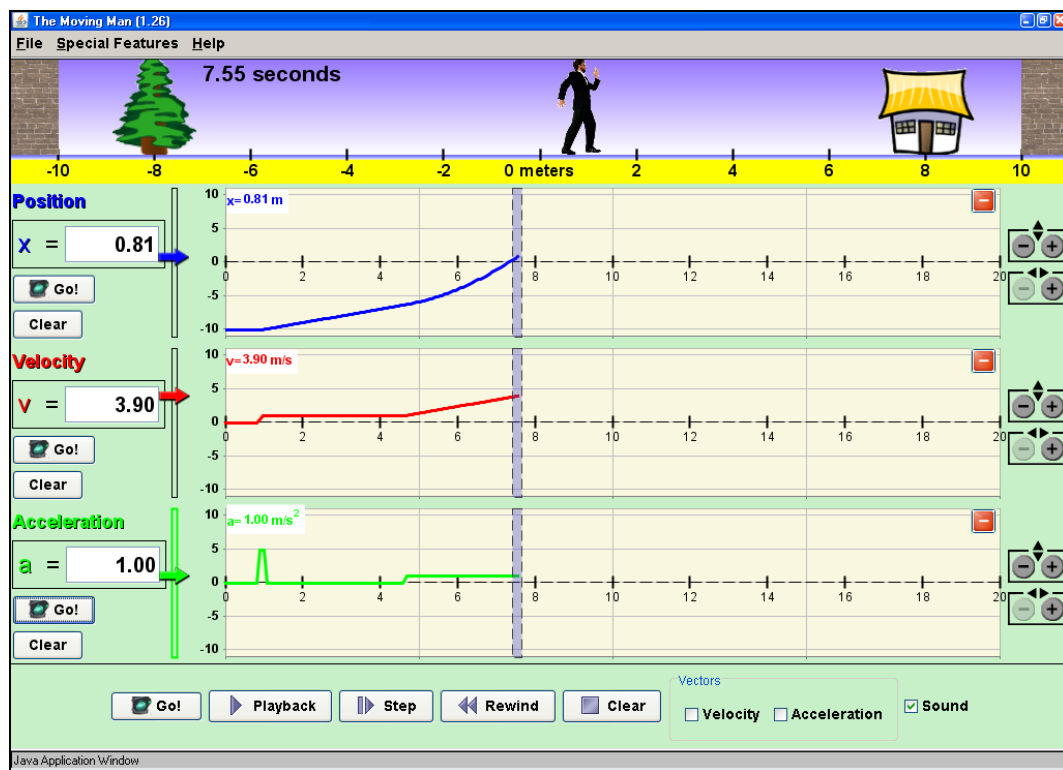 The Moving Man (1.26)
File Special Features Help
7.55 seconds
-10 -8 -6 -4 -2 0 meters 2 4 6 8 10
Position
x = 0.81
Go!
Clear
x= 0.81 m
10
5
0
-5
-10
0 2 4 6 8 10 12 14 16 18 20
Velocity
v = 3.90
Go!
Clear
v= 3.90 m/s
10
5
0
-5
-10
0 2 4 6 8 10 12 14 16 18 20
Acceleration
a = 1.00
Go!
Clear
a= 1.00 m/s²
10
5
0
-5
-10
0 2 4 6 8 10 12 14 16 18 20
Vectors
Go! Playback Step Rewind Clear Velocity Acceleration Sound
Java Application Window